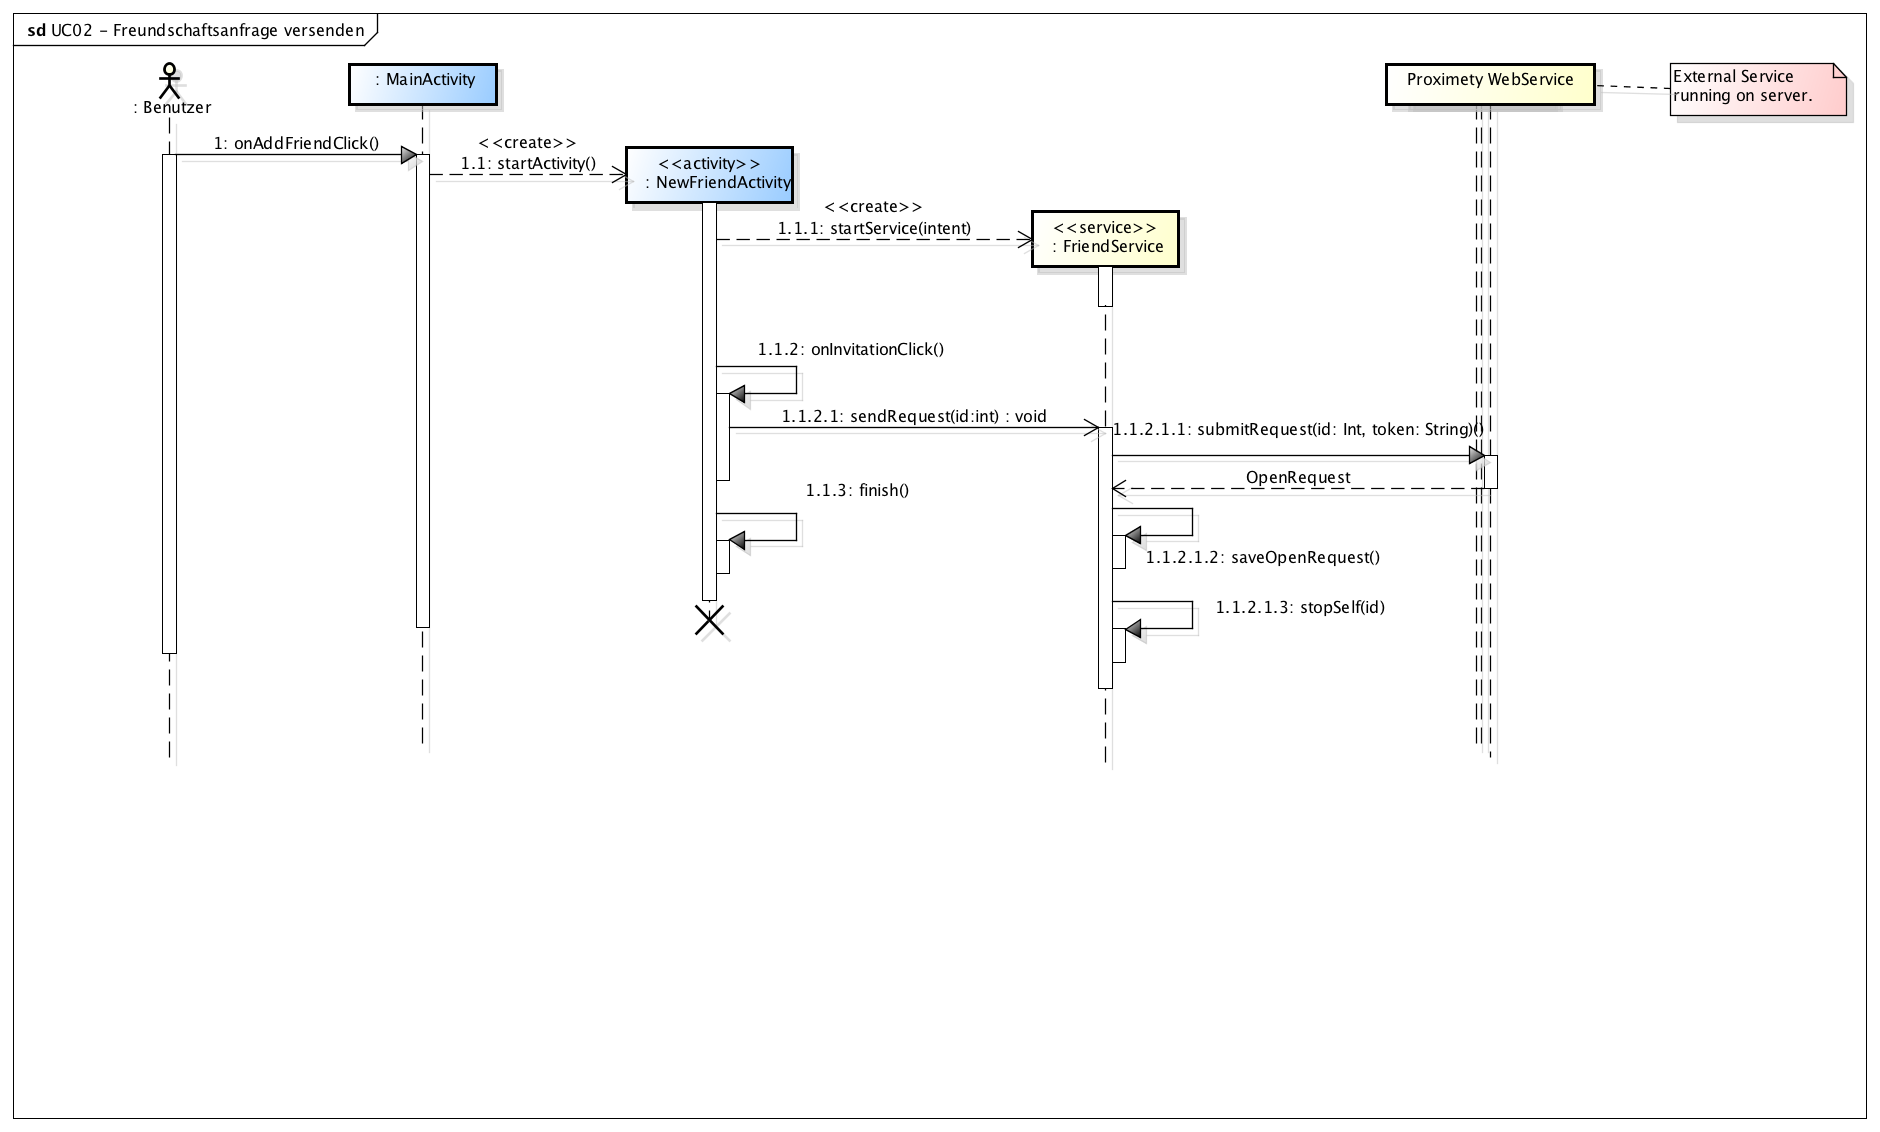 sd UC02 - Freundschaftsanfrage versenden
: Benutzer
: MainActivity
Proximety WebService
External Service
running on server.
1: onAddFriendClick()
<<create>>
1.1: startActivity()
<<activity>>
: NewFriendActivity
<<create>>
1.1.1: startService(intent)
<<service>>
: FriendService
1.1.2: onInvitationClick()
1.1.2.1: sendRequest(id:int) : void
1.1.2.1.1: submitRequest(id: Int, token: String)()
OpenRequest
1.1.3: finish()
1.1.2.1.2: saveOpenRequest()
1.1.2.1.3: stopSelf(id)